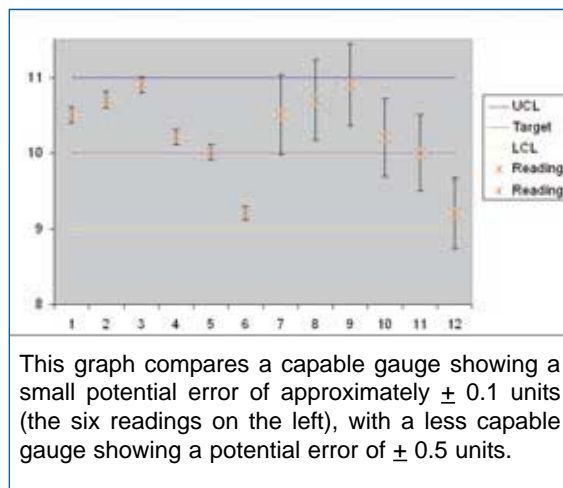 11
10
9
8
1 2 3 4 5 6 7 8 9 10 11 12
UCL
Target
LCL
Reading
Reading
This graph compares a capable gauge showing a
small potential error of approximately ± 0.1 units
(the six readings on the left), with a less capable
gauge showing a potential error of ± 0.5 units.